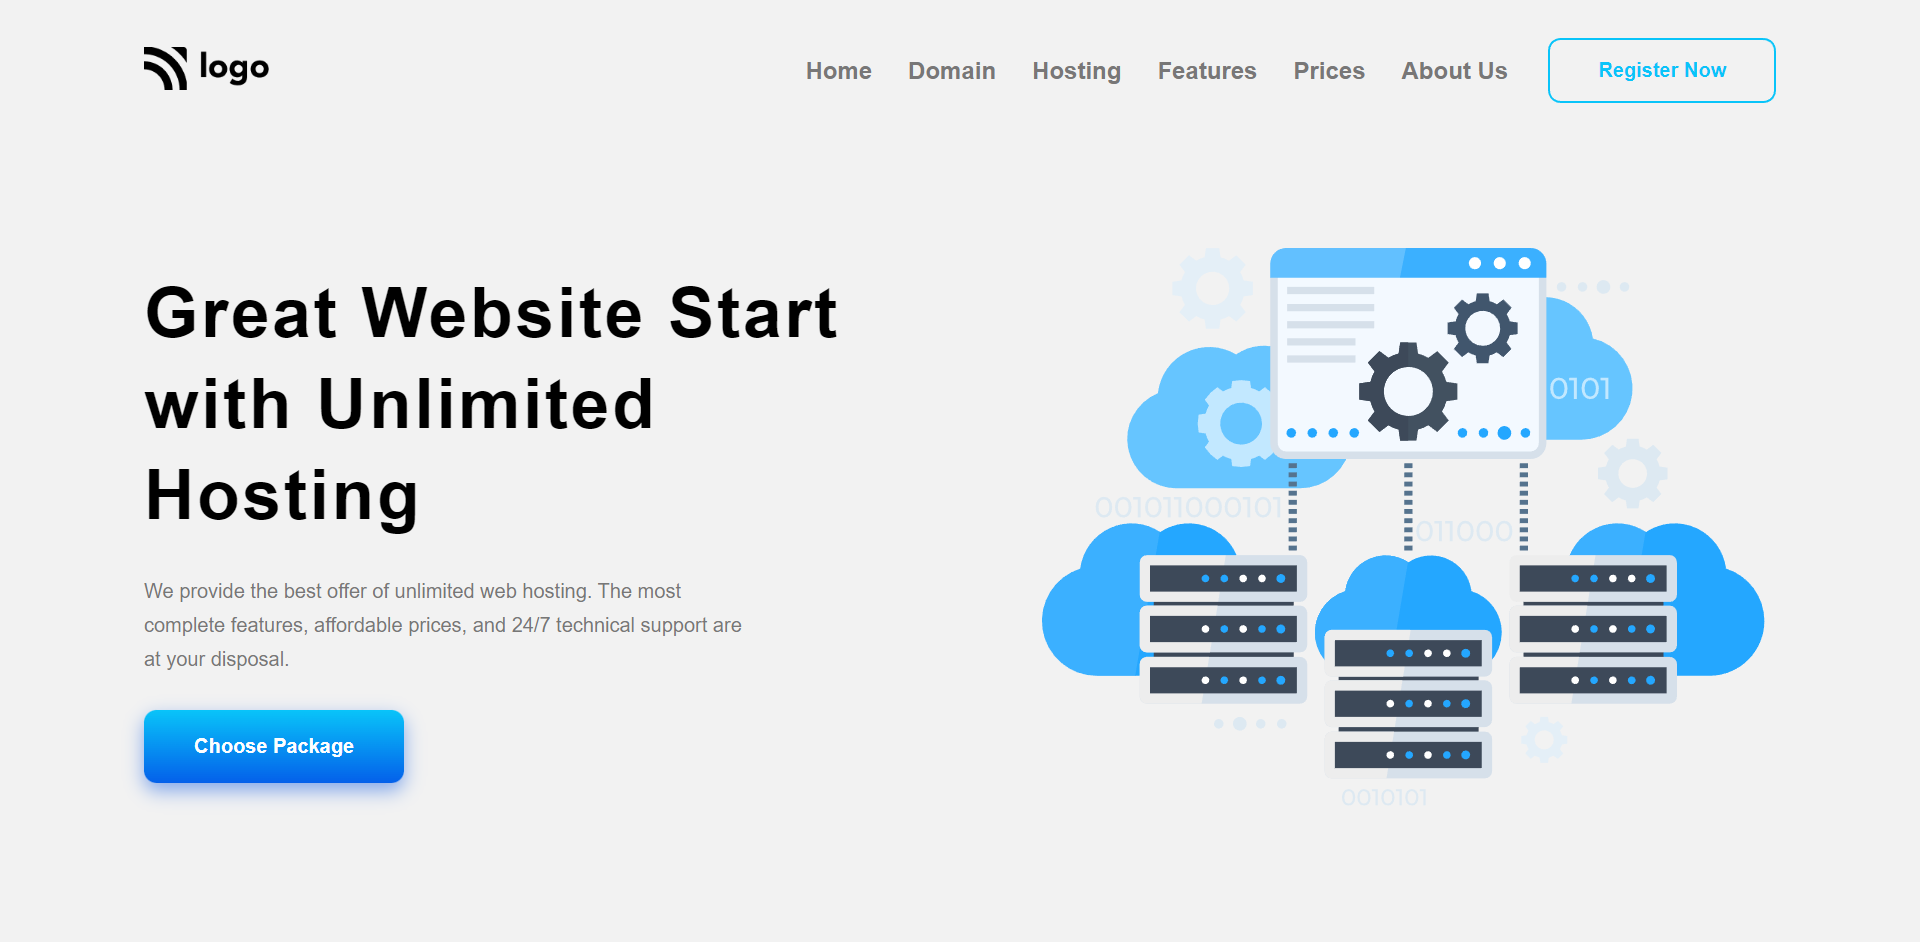 logo
Home Domain Hosting Features Prices About Us Register Now
Great Website Start
with Unlimited
Hosting
We provide the best offer of unlimited web hosting. The most
complete features, affordable prices, and 24/7 technical support are
at your disposal.
Choose Package
0101
001011000101
011000
0010101